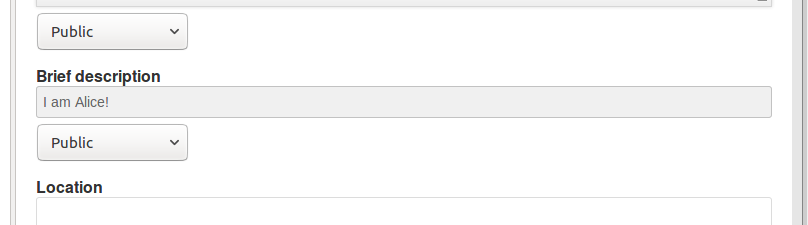 Public
Brief description
I am Alice!
Public
Location